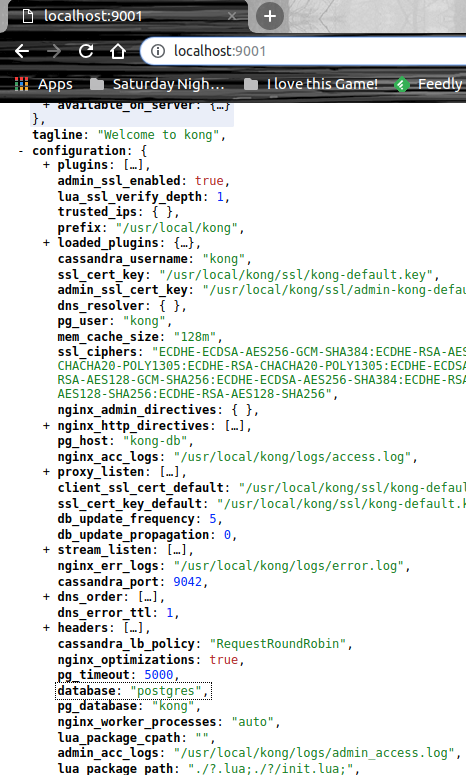 localhost:9001 ×
localhost:9001
Apps Saturday Nigh… I love this Game! Feedly
+ available_on_server: {…}
},
tagline: "Welcome to kong",
- configuration: {
+ plugins: […],
admin_ssl_enabled: true,
lua_ssl_verify_depth: 1,
trusted_ips: { },
prefix: "/usr/local/kong",
+ loaded_plugins: {…},
cassandra_username: "kong",
ssl_cert_key: "/usr/local/kong/ssl/kong-default.key",
admin_ssl_cert_key: "/usr/local/kong/ssl/admin-kong-defau
dns_resolver: { },
pg_user: "kong",
mem_cache_size: "128m",
ssl_ciphers: "ECDHE-ECDSA-AES256-GCM-SHA384:ECDHE-RSA-AES
CHACHA20-POLY1305:ECDHE-RSA-CHACHA20-POLY1305:ECDHE-ECDSA
RSA-AES128-GCM-SHA256:ECDHE-ECDSA-AES256-SHA384:ECDHE-RSA
AES128-SHA256:ECDHE-RSA-AES128-SHA256",
nginx_admin_directives: { },
+ nginx_http_directives: […],
pg_host: "kong-db",
nginx_acc_logs: "/usr/local/kong/logs/access.log",
+ proxy_listen: […],
client_ssl_cert_default: "/usr/local/kong/ssl/kong-defaul
ssl_cert_key_default: "/usr/local/kong/ssl/kong-default.k
db_update_frequency: 5,
db_update_propagation: 0,
+ stream_listen: […],
nginx_err_logs: "/usr/local/kong/logs/error.log",
cassandra_port: 9042,
+ dns_order: […],
dns_error_ttl: 1,
+ headers: […],
cassandra_lb_policy: "RequestRoundRobin",
nginx_optimizations: true,
pg_timeout: 5000,
database: "postgres",
pg_database: "kong",
nginx_worker_processes: "auto",
lua_package_cpath: "",
admin_acc_logs: "/usr/local/kong/logs/admin_access.log",
lua_package_path: "./?.lua;./?/init.lua;",